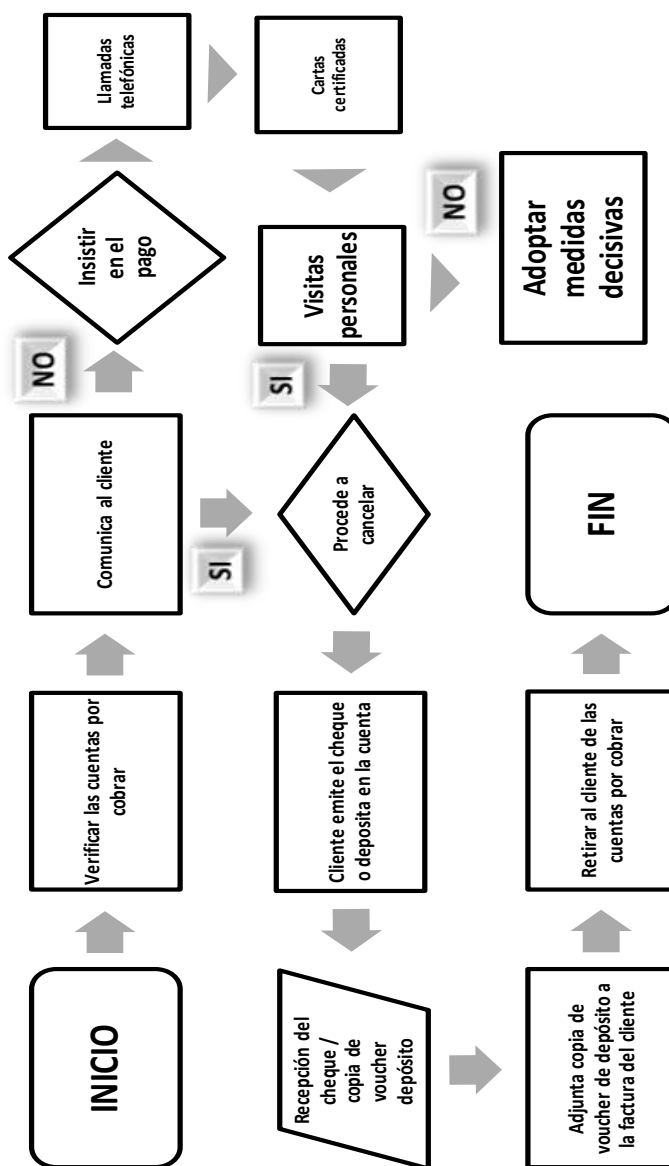 INICIO
Verificar las cuentas por
cobrar
Comunica al cliente
NO
Insistir
en el
pago
Llamadas
telefónicas
Cartas
certificadas
Visitas
personales
NO
Adoptar
medidas
decisivas
SI
SI
Procede a
cancelar
Cliente emite el cheque
o deposita en la cuenta
Recepción del
cheque /
copia de
voucher
depósito
Adjunta copia de
voucher de depósito a
la factura del cliente
Retirar al cliente de las
cuentas por cobrar
FIN